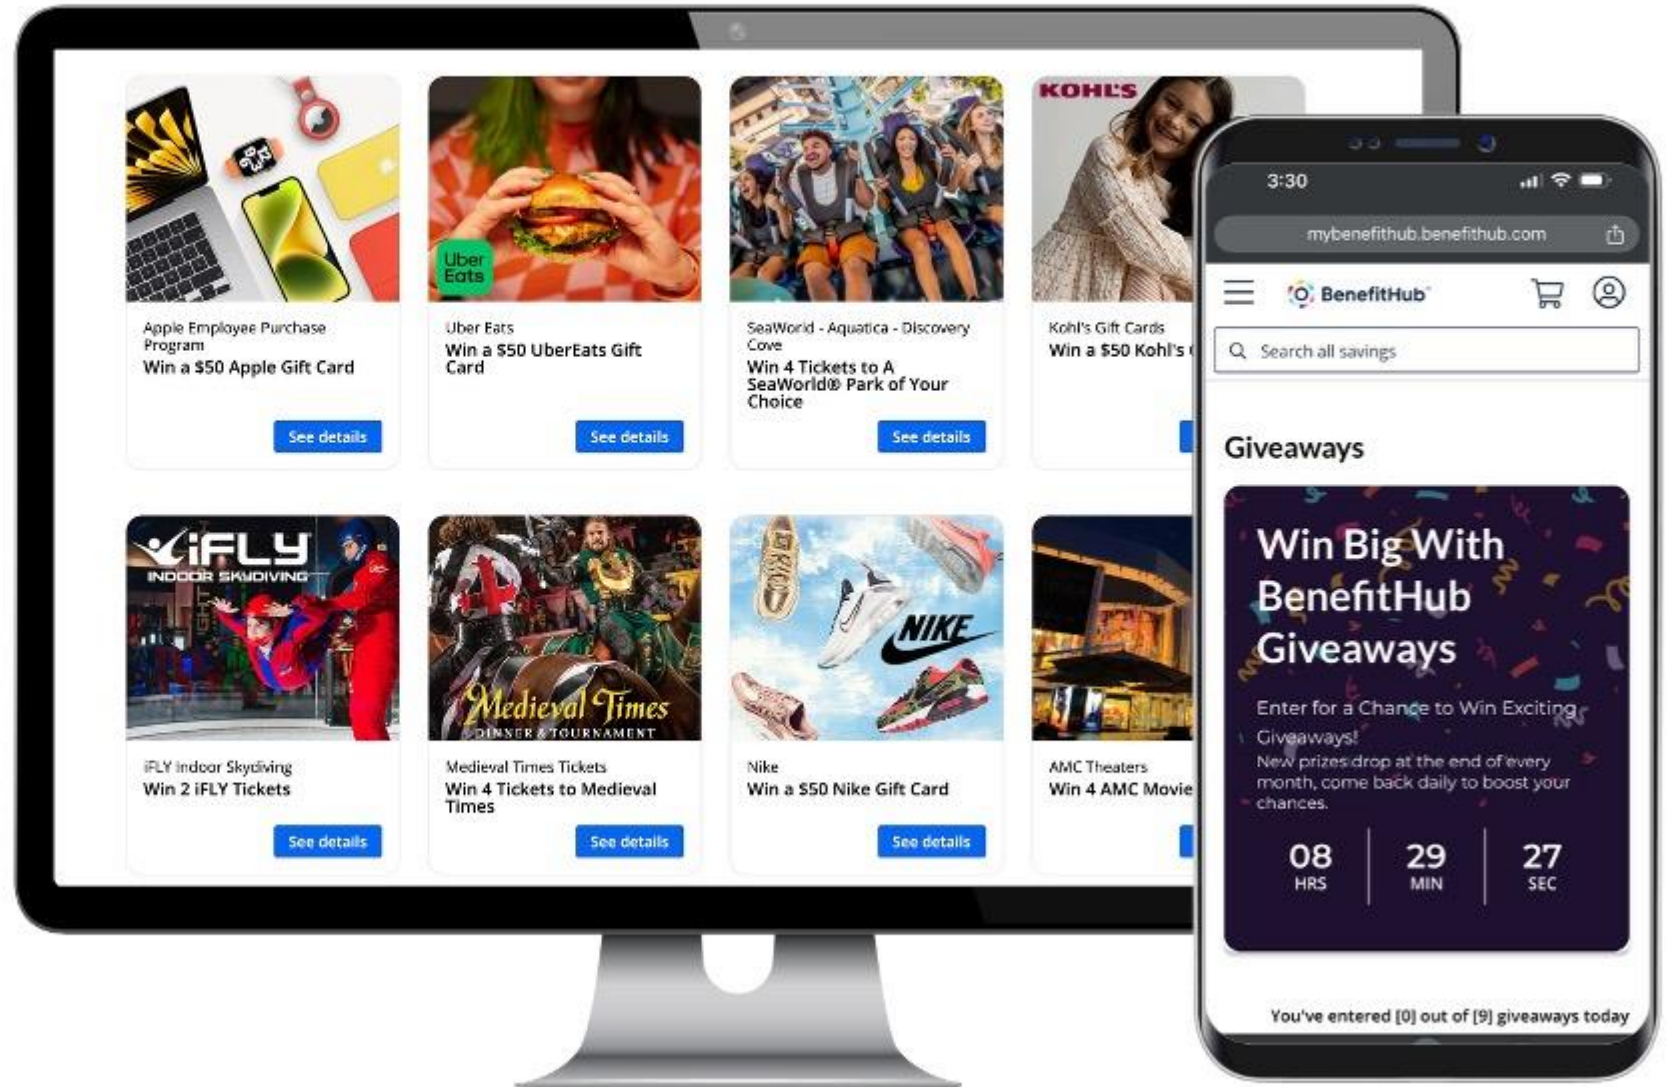 Apple Employee Purchase
Program
Win a $50 Apple Gift Card
See details
Uber
Eats
Uber Eats
Win a $50 UberEats Gift
Card
See details
SeaWorld - Aquatica - Discovery
Cove
Win 4 Tickets to A
SeaWorld® Park of Your
Choice
See details
KOHL'S
Kohl's Gift Cards
Win a $50 Kohl's
iFLY
INDOOR SKYDIVING
iFLY Indoor Skydiving
Win 2 iFLY Tickets
See details
Medieval Times
DINNER & TOURNAMENT
Medieval Times Tickets
Win 4 Tickets to Medieval
Times
See details
NIKE
Nike
Win a $50 Nike Gift Card
See details
AMC Theaters
Win 4 AMC Movie
3:30
mybenefithub.benefithub.com
BenefitHub
Search all savings
Giveaways
Win Big With
BenefitHub
Giveaways
Enter for a Chance to Win Exciting
Giveaways!
New prizes drop at the end of every
month, come back daily to boost your
chances.
08 29 27
HRS MIN SEC
You've entered [0] out of [9] giveaways today